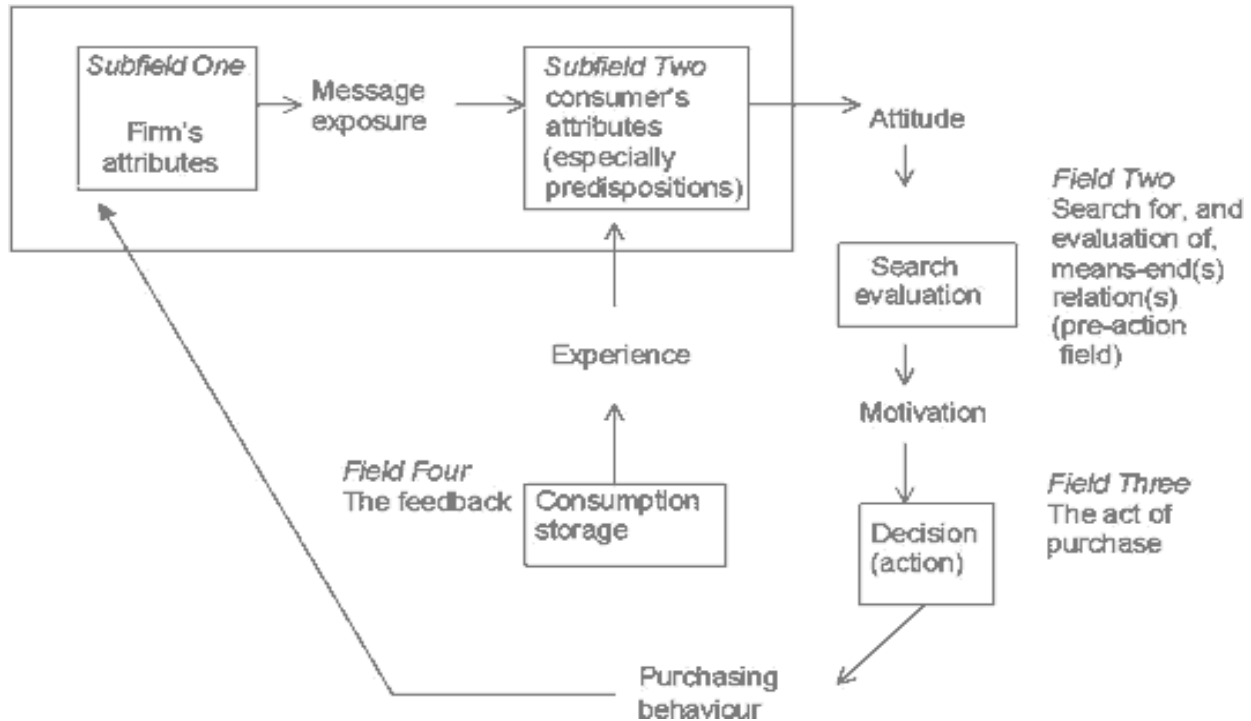 Subfield One
Firm's
attributes
Message
exposure
Subfield Two
consumer's
attributes
(especially
predispositions)
Attitude
Field Two
Search for, and
evaluation of,
means-end(s)
relation(s)
(pre-action
field)
Search
evaluation
Experience
Motivation
Field Four
The feedback
Consumption
storage
Field Three
The act of
purchase
Decision
(action)
Purchasing
behaviour